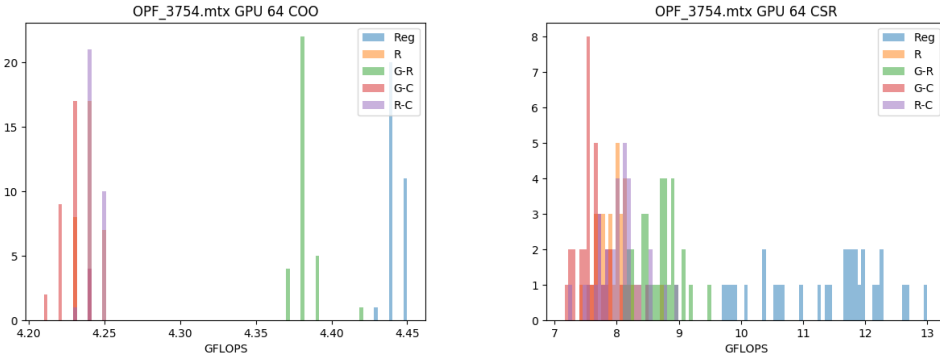 OPF_3754.mtx GPU 64 COO
Reg
R
G-R
G-C
R-C
20
15
10
5
0
4.20 4.25 4.30 4.35 4.40 4.45
GFLOPS
OPF_3754.mtx GPU 64 CSR
Reg
R
G-R
G-C
R-C
8
7
6
5
4
3
2
1
0
7 8 9 10 11 12 13
GFLOPS